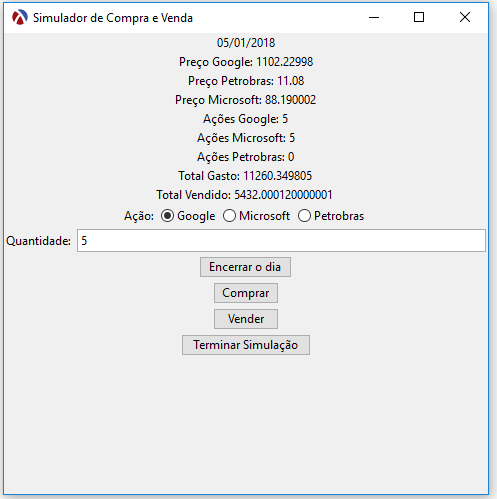 Simulador de Compra e Venda
05/01/2018
Preço Google: 1102.22998
Preço Petrobras: 11.08
Preço Microsoft: 88.190002
Ações Google: 5
Ações Microsoft: 5
Ações Petrobras: 0
Total Gasto: 11260.349805
Total Vendido: 5432.000120000001
Ação: Google Microsoft Petrobras
Quantidade: 5
Encerrar o dia
Comprar
Vender
Terminar Simulação